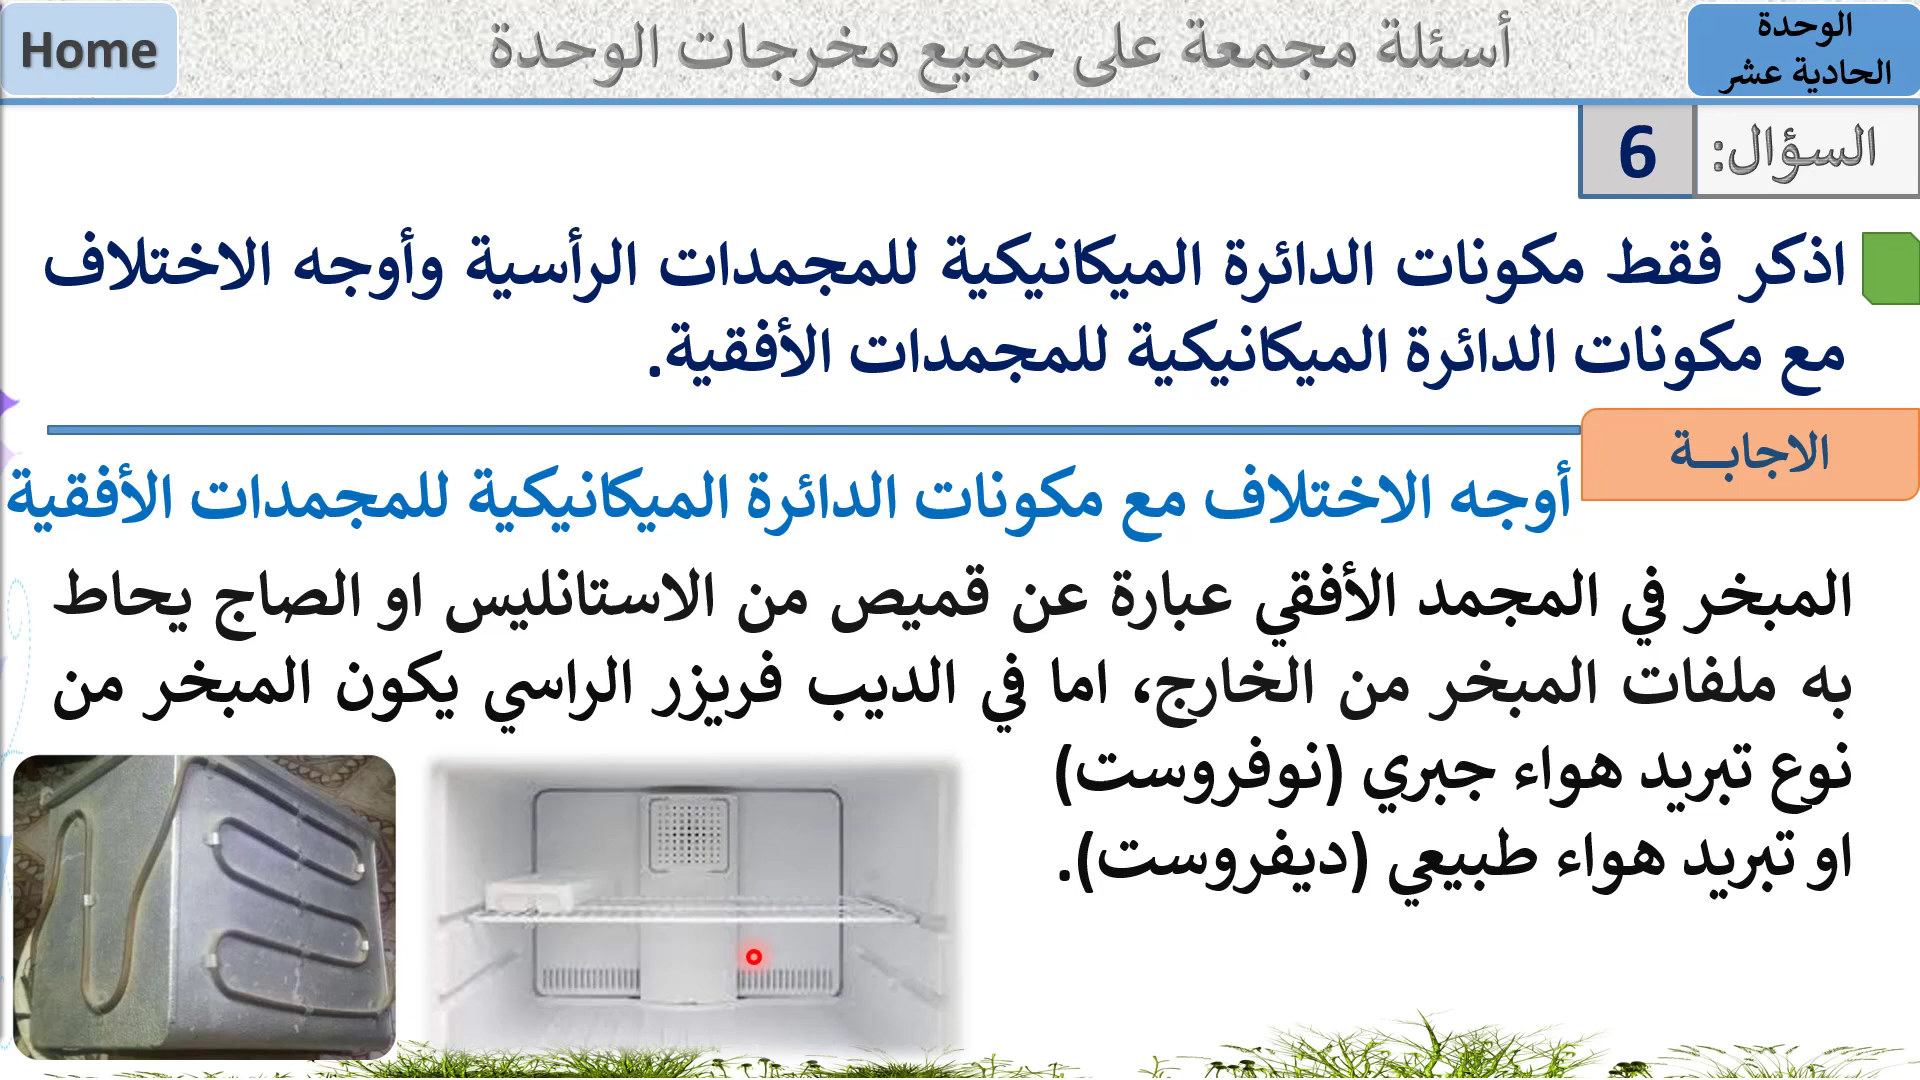 Home
أسئلة مجمعة على جميع مخرجات الوحدة
الوحدة
الحادية عشر
السؤال:
6
اذكر فقط مكونات الدائرة الميكانيكية للمجمدات الرأسية وأوجه الاختلاف
مع مكونات الدائرة الميكانيكية للمجمدات الأفقية.
الاجابـــة
أوجه الاختلاف مع مكونات الدائرة الميكانيكية للمجمدات الأفقية
المبخر في المجمد الأفقي عبارة عن قميص من الاستانليس او الصاج يحاط
به ملفات المبخر من الخارج، اما في الديب فريزر الراسي يكون المبخر من
نوع تبريد هواء جبري (نوفروست)
او تبريد هواء طبيعي (ديفروست).